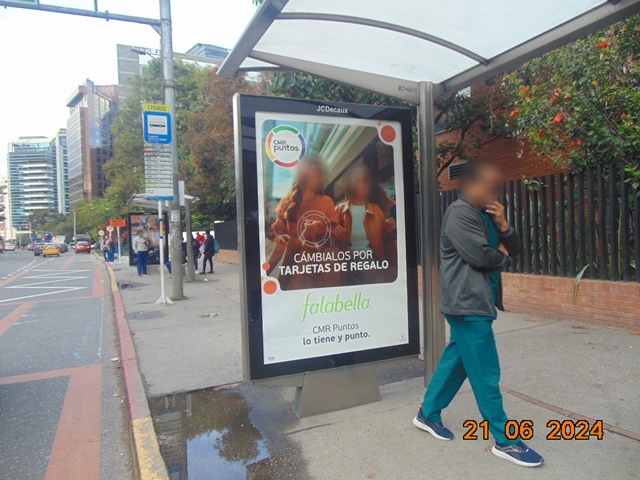 JCDecaux
CMR
puntos
CÁMBIALOS POR
TARJETAS DE REGALO
falabella.
CMR Puntos
lo tiene y punto.
21 06 2024